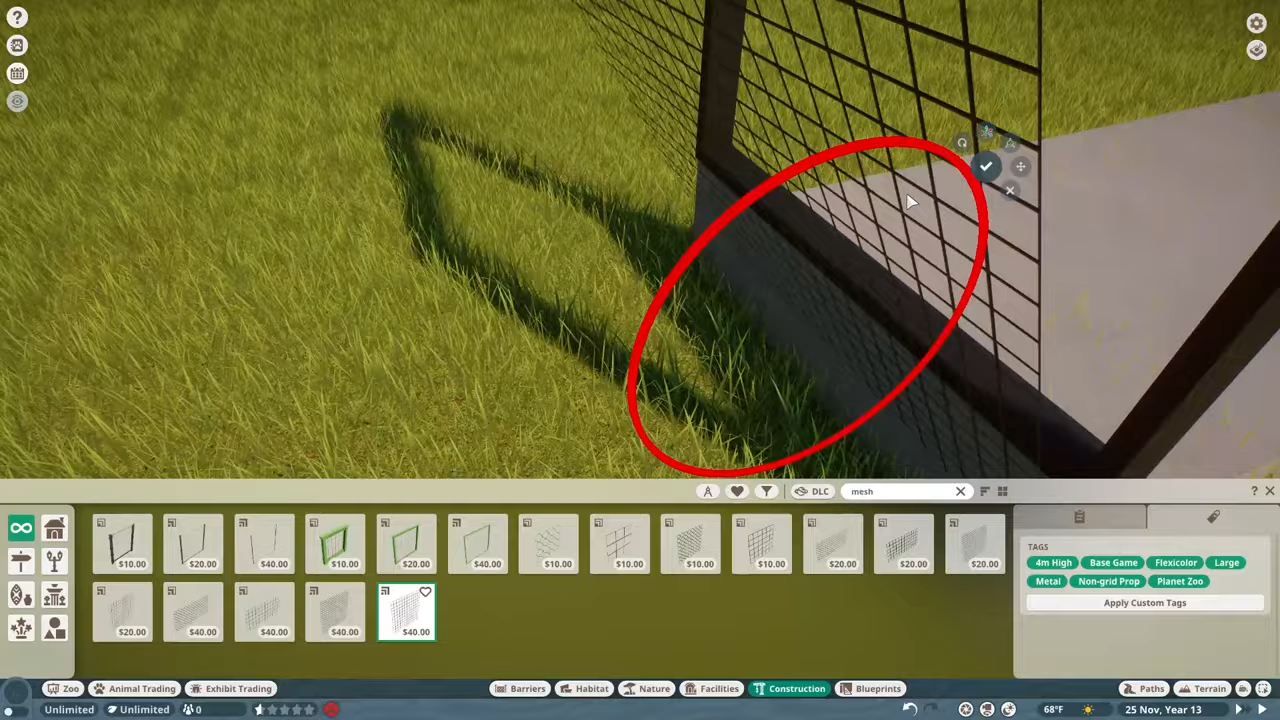 ?
DLC
mesh
?
$10.00
$20.00
$40.00
$10.00
$20.00
$40.00
$10.00
$10.00
$10.00
$10.00
$20.00
$20.00
$20.00
$20.00
$40.00
$40.00
$40.00
$40.00
TAGS
4m High
Base Game
Flexicolor
Large
Metal
Non-grid Prop
Planet Zoo
Apply Custom Tags
Zoo
Animal Trading
Exhibit Trading
Barriers
Habitat
Nature
Facilities
Construction
Blueprints
Paths
Terrain
Unlimited
Unlimited
0
68°F
25 Nov, Year 13